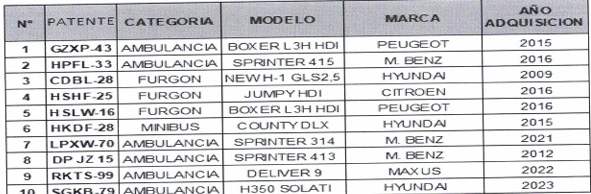 N° PATENTE CATEGORIA MODELO MARCA AÑO ADQUISICION
1 GZXP-43 AMBULANCIA BOXER L3H HDI PEUGEOT 2015
2 HPFL-33 AMBULANCIA SPRINTER 415 M. BENZ 2016
3 CDBL-28 FURGON NEW H-1 GLS2,5 HYUNDAI 2009
4 HSHF-25 FURGON JUMPY HDI CITROEN 2016
5 HSLW-16 FURGON BOXER L3H HDI PEUGEOT 2016
6 HKDF-28 MINIBUS COUNTY DLX HYUNDAI 2015
7 LPXW-70 AMBULANCIA SPRINTER 314 M. BENZ 2021
8 DP JZ 15 AMBULANCIA SPRINTER 413 M. BENZ 2012
9 RKTS-99 AMBULANCIA DELIVER 9 MAXUS 2022
10 SGKB-79 AMBULANCIA H350 SOLATI HYUNDAI 2023